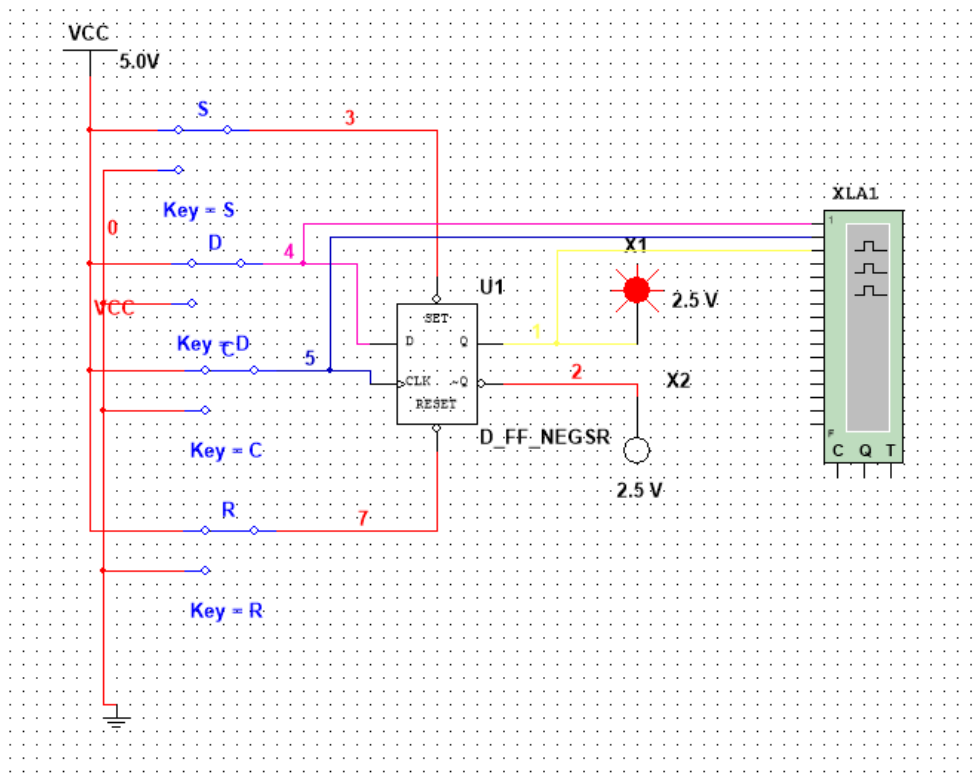 VCC
5.0V
S
3
Key = S
0
D
4
VCC
Key = D
C
5
Key = C
R
7
Key = R
U1
SET
D
Q
CLK
~Q
RESET
D_FF_NEGSR
1
2
X1
2.5 V
X2
2.5 V
XLA1
1
F
C Q T